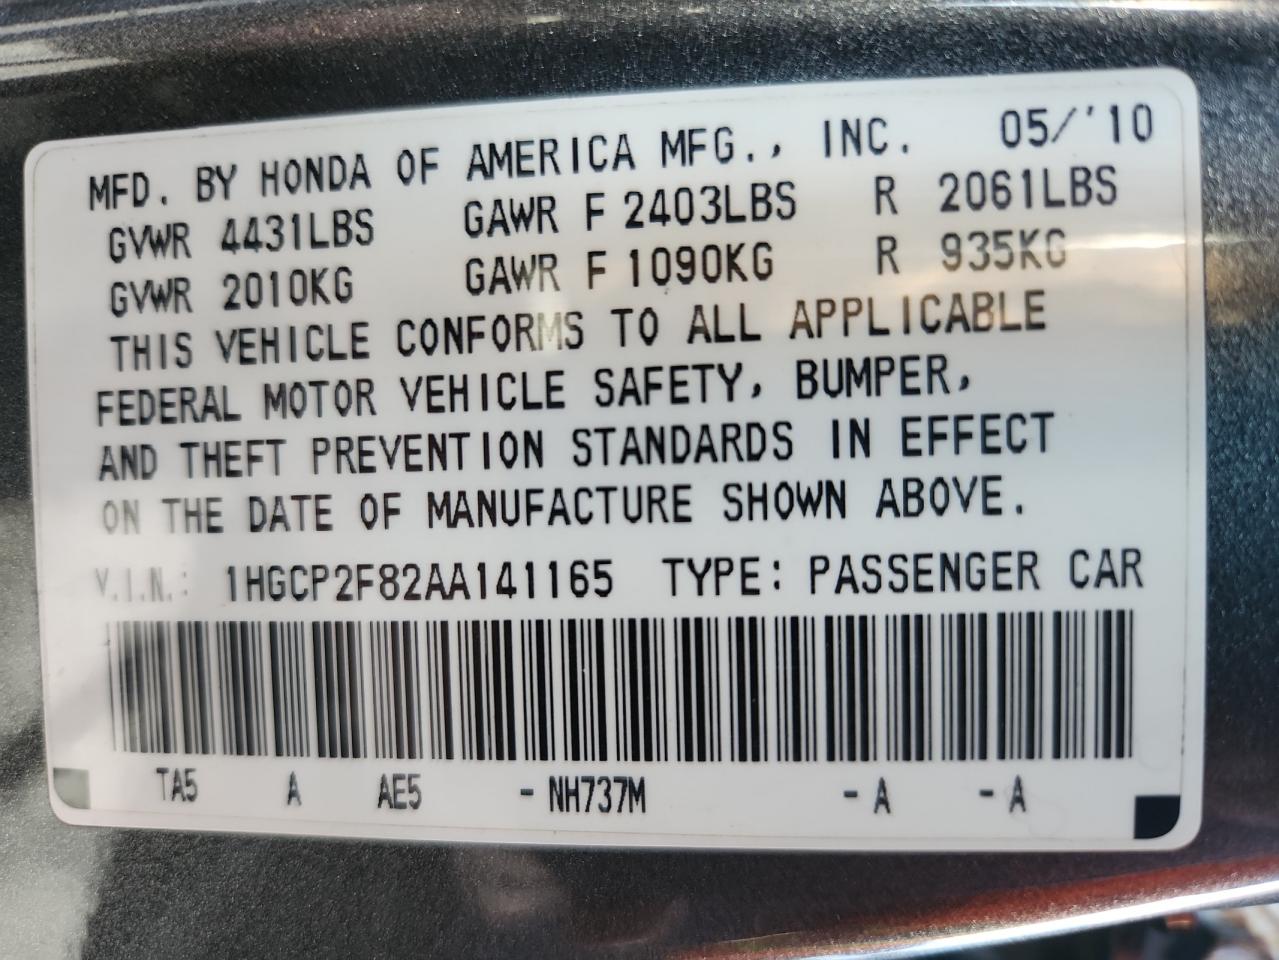 MFD. BY HONDA OF AMERICA MFG., INC. 05/'10
GVWR 4431LBS GAWR F 2403LBS R 2061LBS
GVWR 2010KG GAWR F 1090KG R 935KG
THIS VEHICLE CONFORMS TO ALL APPLICABLE
FEDERAL MOTOR VEHICLE SAFETY, BUMPER,
AND THEFT PREVENTION STANDARDS IN EFFECT
ON THE DATE OF MANUFACTURE SHOWN ABOVE.
V.I.N.: 1HGCP2F82AA141165 TYPE: PASSENGER CAR
TA5 A AE5 - NH737M - A - A